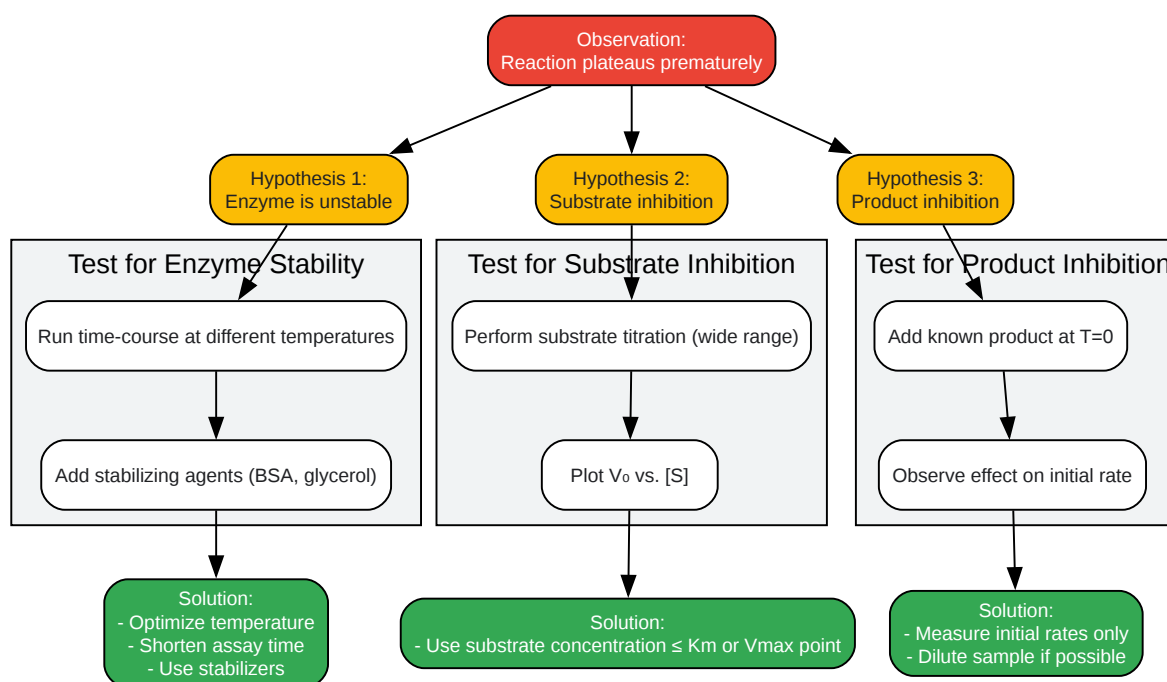 Observation:
Reaction plateaus prematurely
Hypothesis 1:
Enzyme is unstable
Hypothesis 2:
Substrate inhibition
Hypothesis 3:
Product inhibition
Test for Enzyme Stability
Test for Substrate Inhibition
Test for Product Inhibition
Run time-course at different temperatures
Perform substrate titration (wide range)
Add known product at T=0
Add stabilizing agents (BSA, glycerol)
Plot V₀ vs. [S]
Observe effect on initial rate
Solution:
- Optimize temperature
- Shorten assay time
- Use stabilizers
Solution:
- Use substrate concentration ≤ Km or Vmax point
Solution:
- Measure initial rates only
- Dilute sample if possible